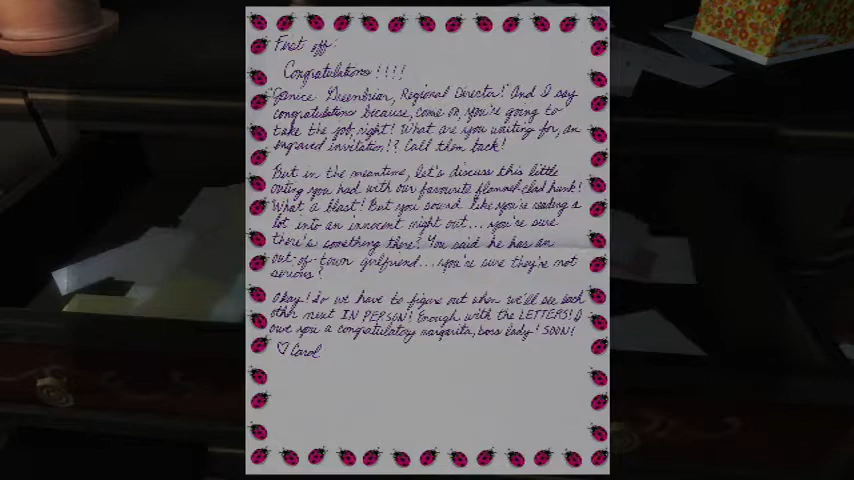 First off:
Congratulations!!!!
"Janice Greenbriar, Regional Director!" And I say
congratulations because, come on, you're going to
take the job, right! What are you waiting for, an
engraved invitation!? Call them back!
But in the meantime, let's discuss this little
outing you had with our favourite flannel-clad hunk!
What a blast! But you sound like you're reading a
lot into an innocent night out... you're sure
there's something there? You said he has an
out-of-town girlfriend... you're sure they're not
serious?
Okay! So we have to figure out when we'll see each
other next IN PERSON! Enough with the LETTERS! I
owe you a congratulatory margarita, boss lady! SOON!
♡ Carol